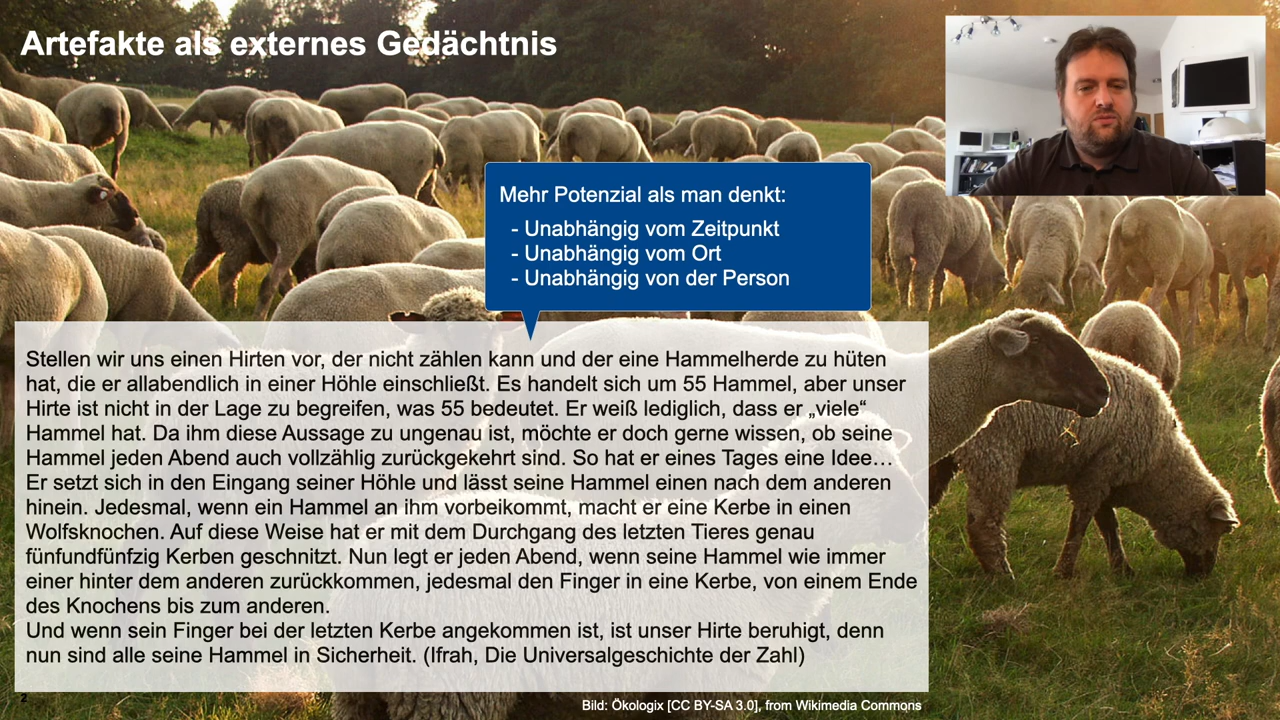 Artefakte als externes Gedächtnis
Mehr Potenzial als man denkt:
- Unabhängig vom Zeitpunkt
- Unabhängig vom Ort
- Unabhängig von der Person
Stellen wir uns einen Hirten vor, der nicht zählen kann und der eine Hammelherde zu hüten
hat, die er allabendlich in einer Höhle einschließt. Es handelt sich um 55 Hammel, aber unser
Hirte ist nicht in der Lage zu begreifen, was 55 bedeutet. Er weiß lediglich, dass er „viele“
Hammel hat. Da ihm diese Aussage zu ungenau ist, möchte er doch gerne wissen, ob seine
Hammel jeden Abend auch vollzählig zurückgekehrt sind. So hat er eines Tages eine Idee…
Er setzt sich in den Eingang seiner Höhle und lässt seine Hammel einen nach dem anderen
hinein. Jedesmal, wenn ein Hammel an ihm vorbeikommt, macht er eine Kerbe in einen
Wolfsknochen. Auf diese Weise hat er mit dem Durchgang des letzten Tieres genau
fünfundfünfzig Kerben geschnitzt. Nun legt er jeden Abend, wenn seine Hammel wie immer
einer hinter dem anderen zurückkommen, jedesmal den Finger in eine Kerbe, von einem Ende
des Knochens bis zum anderen.
Und wenn sein Finger bei der letzten Kerbe angekommen ist, ist unser Hirte beruhigt, denn
nun sind alle seine Hammel in Sicherheit. (Ifrah, Die Universalgeschichte der Zahl)
2
Bild: Ökologix [CC BY-SA 3.0], from Wikimedia Commons